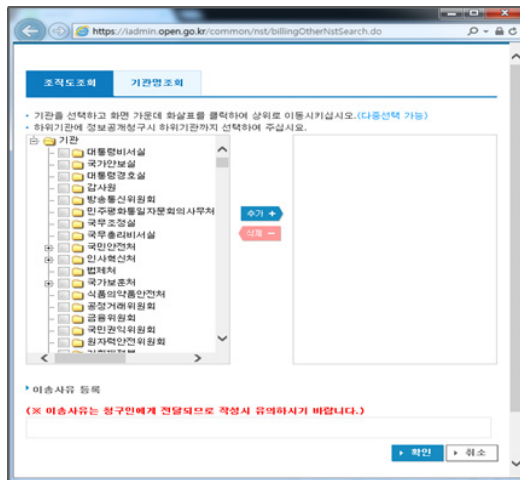 https://iadmin.open.go.kr/common/nst/billingOtherNstSearch.do
조직도조회
기관명조회
• 기관을 선택하고 화면 가운데 화살표를 클릭하여 상위로 이동시키십시오.(다중선택 가능)
• 하위기관에 정보공개청구시 하위기관까지 선택하여 주십시요.
기관
대통령비서실
국가안보실
대통령경호실
감사원
방송통신위원회
민주평화통일자문회의사무처
국무조정실
국무총리비서실
국민안전처
인사혁신처
법제처
국가보훈처
식품의약품안전처
공정거래위원회
금융위원회
국민권익위원회
원자력안전위원회
추가 +
삭제 −
이송사유 등록
(※ 이송사유는 청구인에게 전달되므로 작성시 유의하시기 바랍니다.)
확인
취소